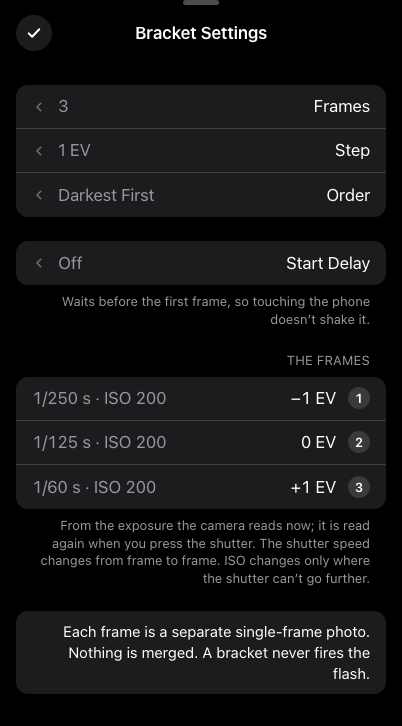 Bracket Settings
Frames 3
Step 1 EV
Order Darkest First
Start Delay Off
Waits before the first frame, so touching the phone
doesn't shake it.
THE FRAMES
1 −1 EV 1/250 s · ISO 200
2 0 EV 1/125 s · ISO 200
3 +1 EV 1/60 s · ISO 200
From the exposure the camera reads now; it is read
again when you press the shutter. The shutter speed
changes from frame to frame. ISO changes only where
the shutter can't go further.
Each frame is a separate single-frame photo.
Nothing is merged. A bracket never fires the
flash.